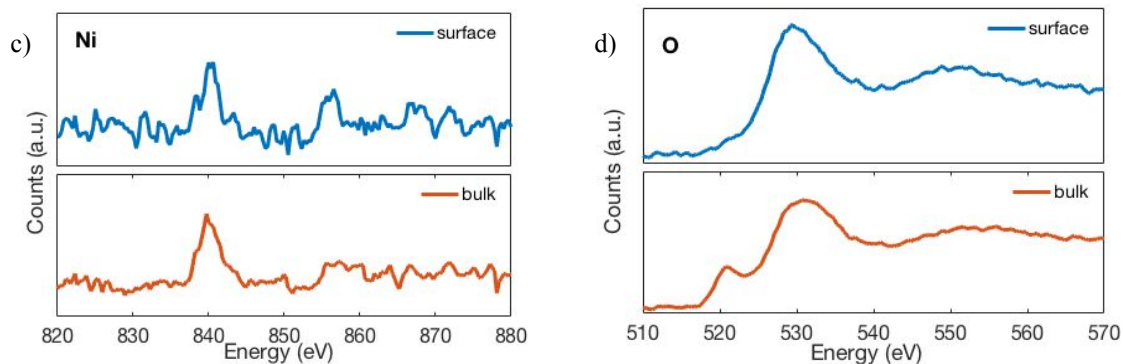 c)
Ni
surface
bulk
Counts (a.u.)
820 830 840 850 860 870 880
Energy (eV)
d)
O
surface
bulk
Counts (a.u.)
510 520 530 540 550 560 570
Energy (eV)